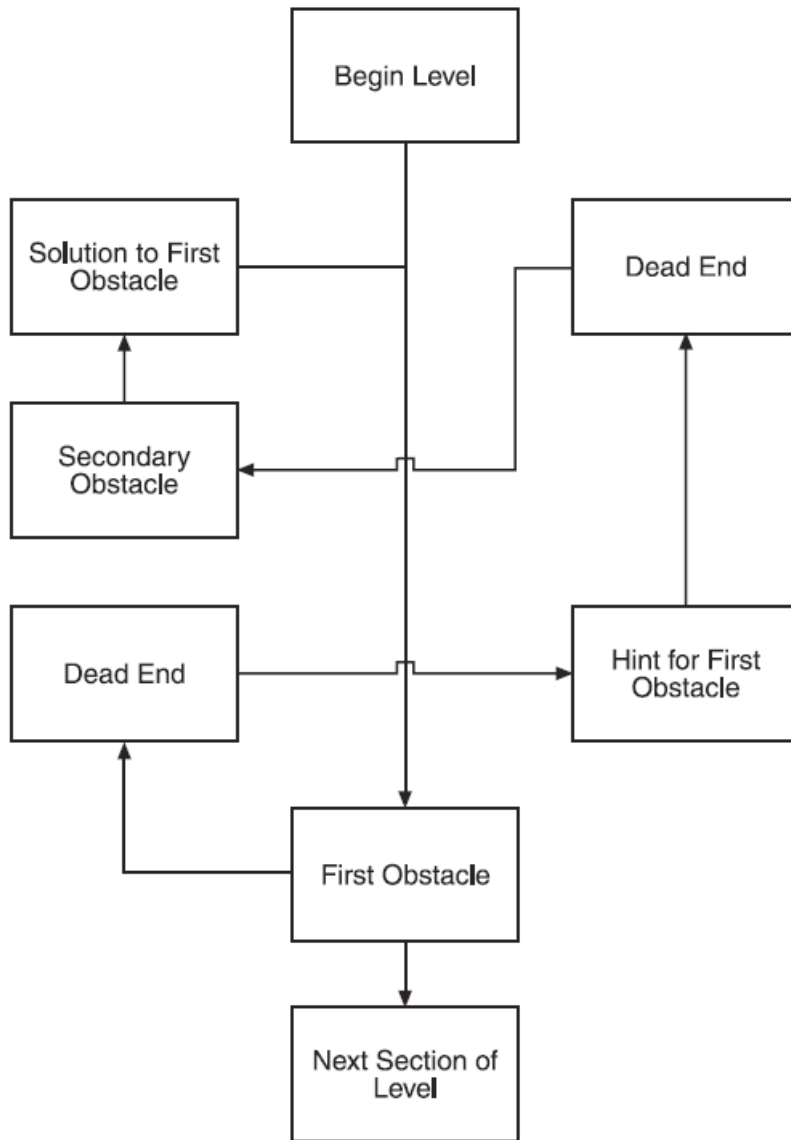 Begin Level
Solution to First
Obstacle
Dead End
Secondary
Obstacle
Dead End
Hint for First
Obstacle
First Obstacle
Next Section of
Level